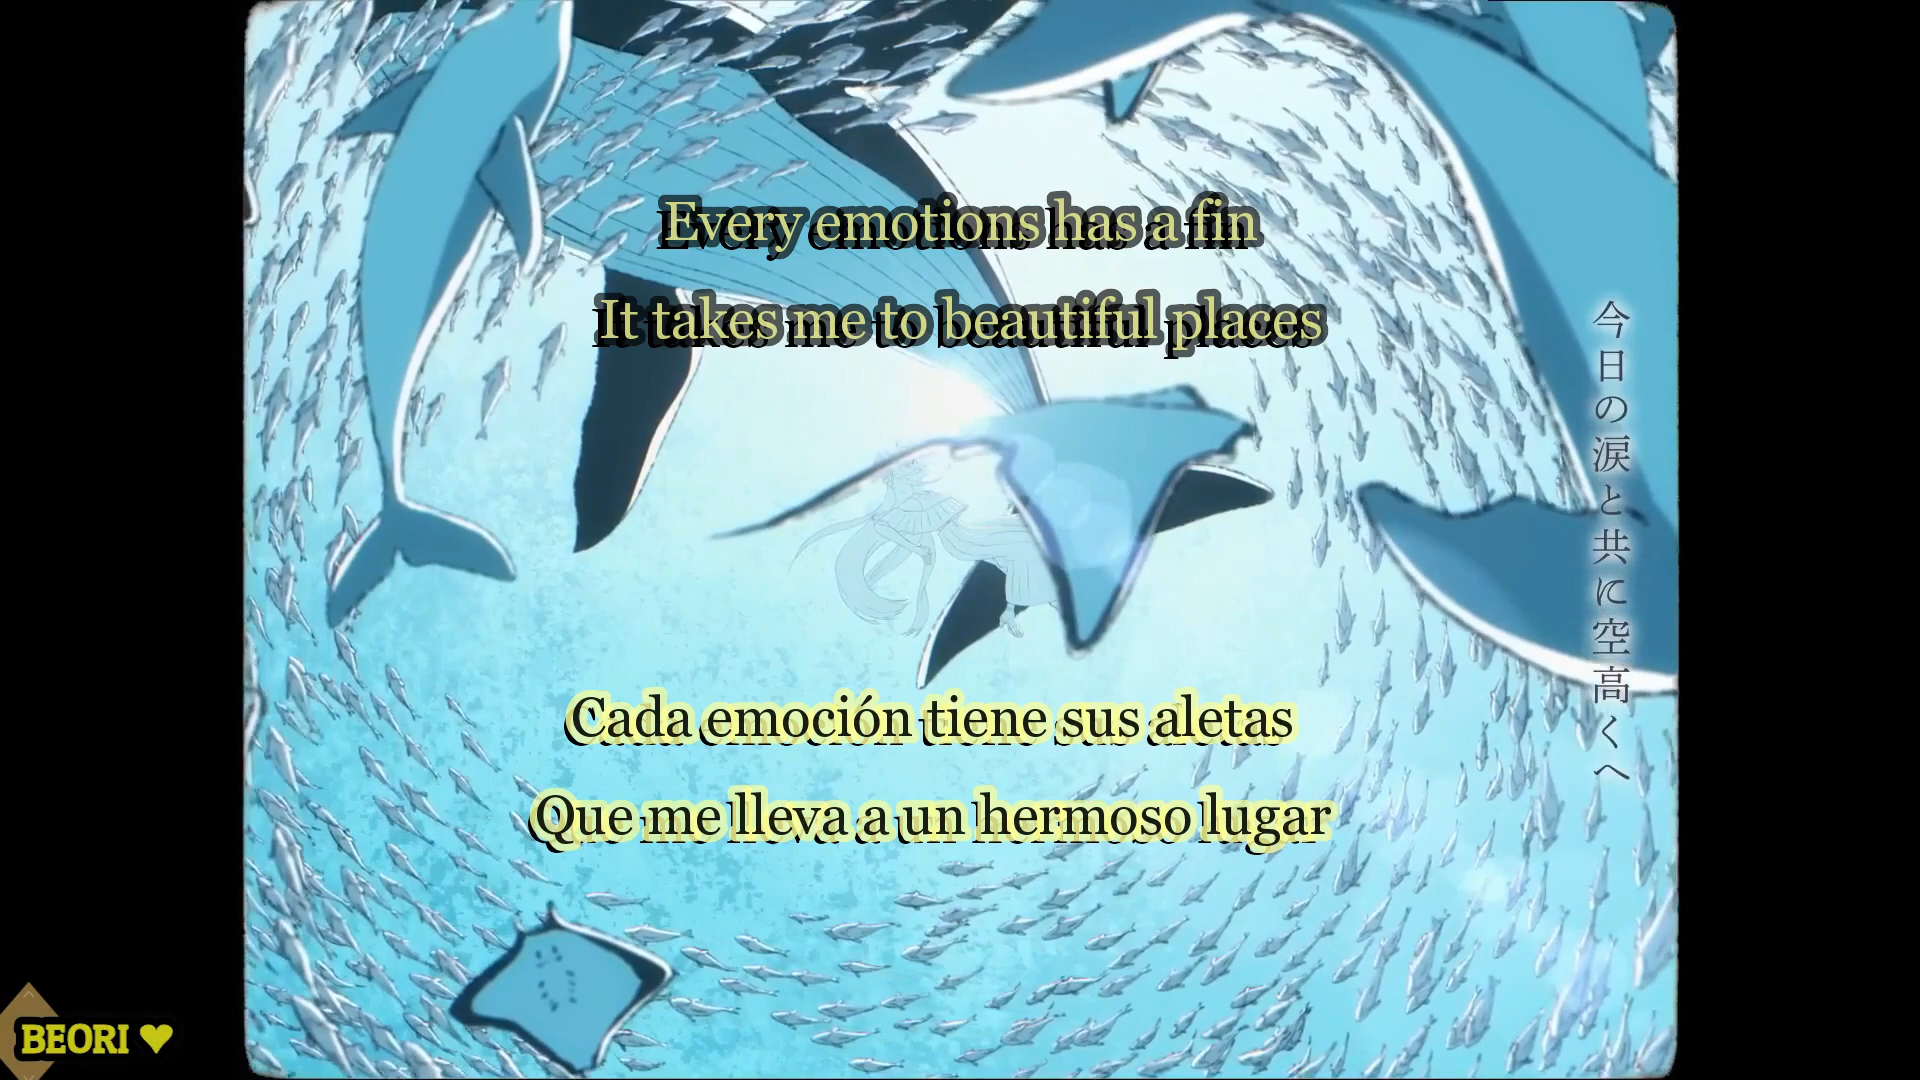 Every emotions has a fin
It takes me to beautiful places
今日の涙と共に空高くへ
Cada emoción tiene sus aletas
Que me lleva a un hermoso lugar
BEORI ♥